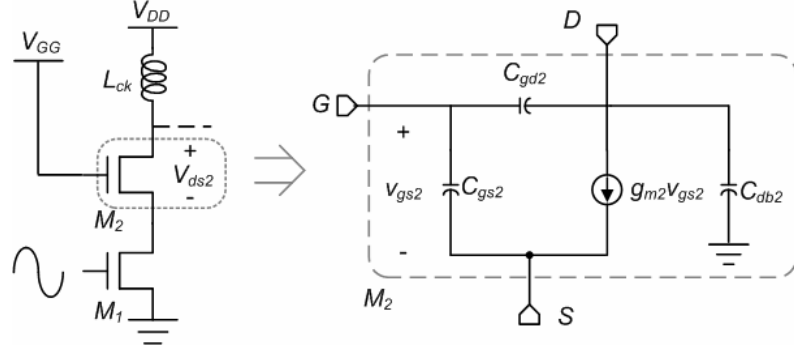 V_DD
V_GG
L_ck
+
V_ds2
-
M_2
M_1
D
C_gd2
G
+
v_gs2
-
C_gs2
g_m2v_gs2
C_db2
M_2
S